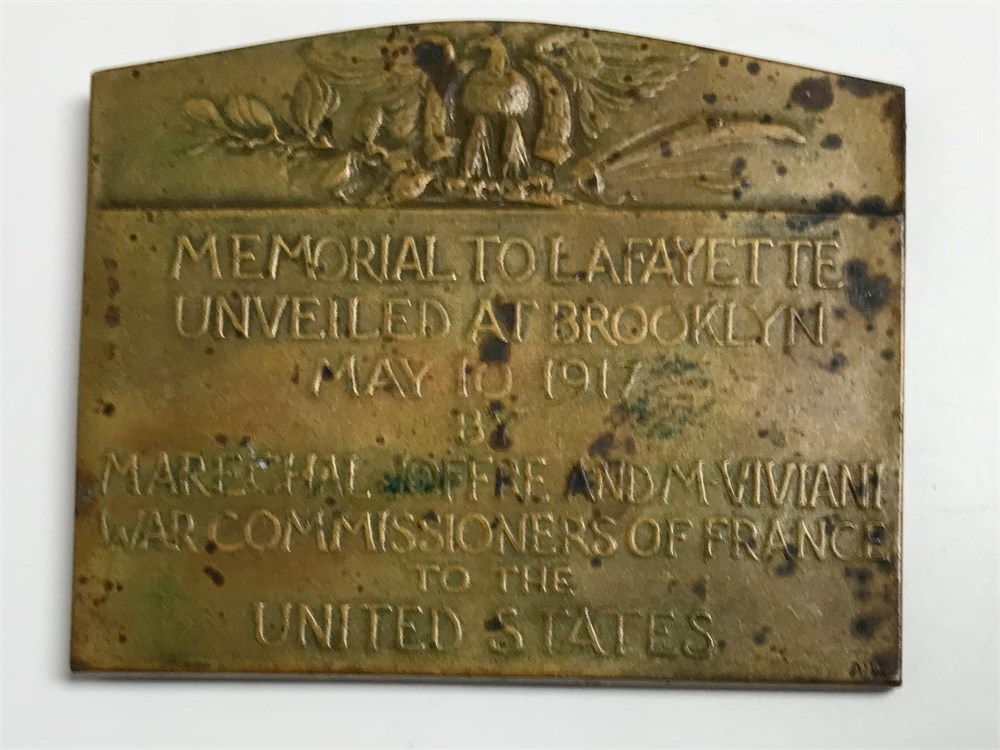 MEMORIAL TO LAFAYETTE
UNVEILED AT BROOKLYN
MAY 10 1917
BY
MARECHAL JOFFRE AND M·VIVIANI
WAR COMMISSIONERS OF FRANCE
TO THE
UNITED STATES